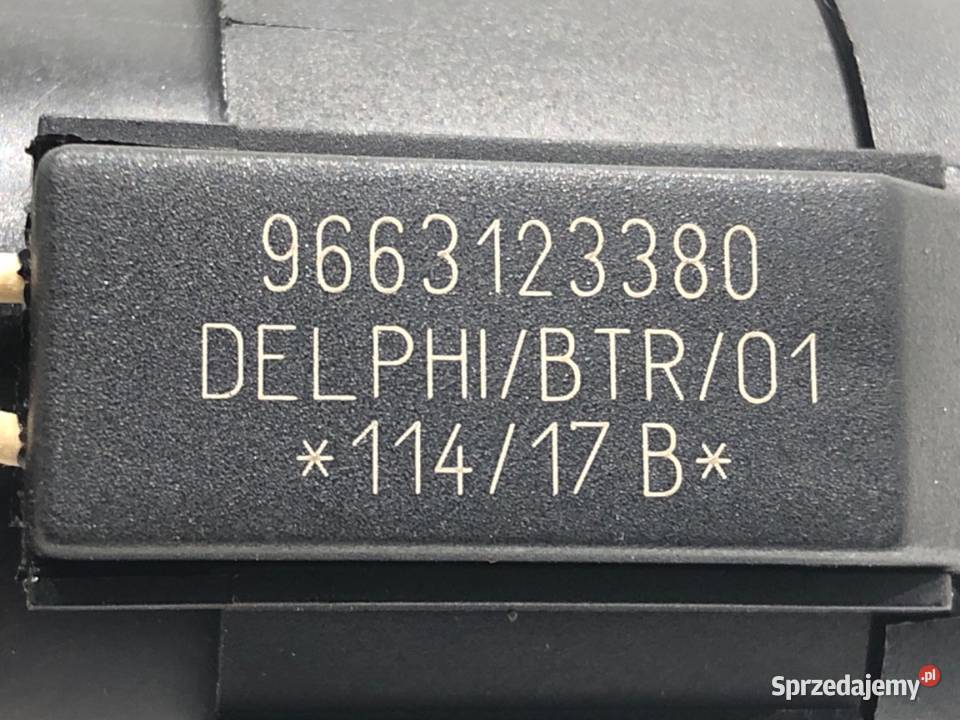 9663123380
DELPHI/BTR/01
*114/17 B*
Sprzedajemy.pl